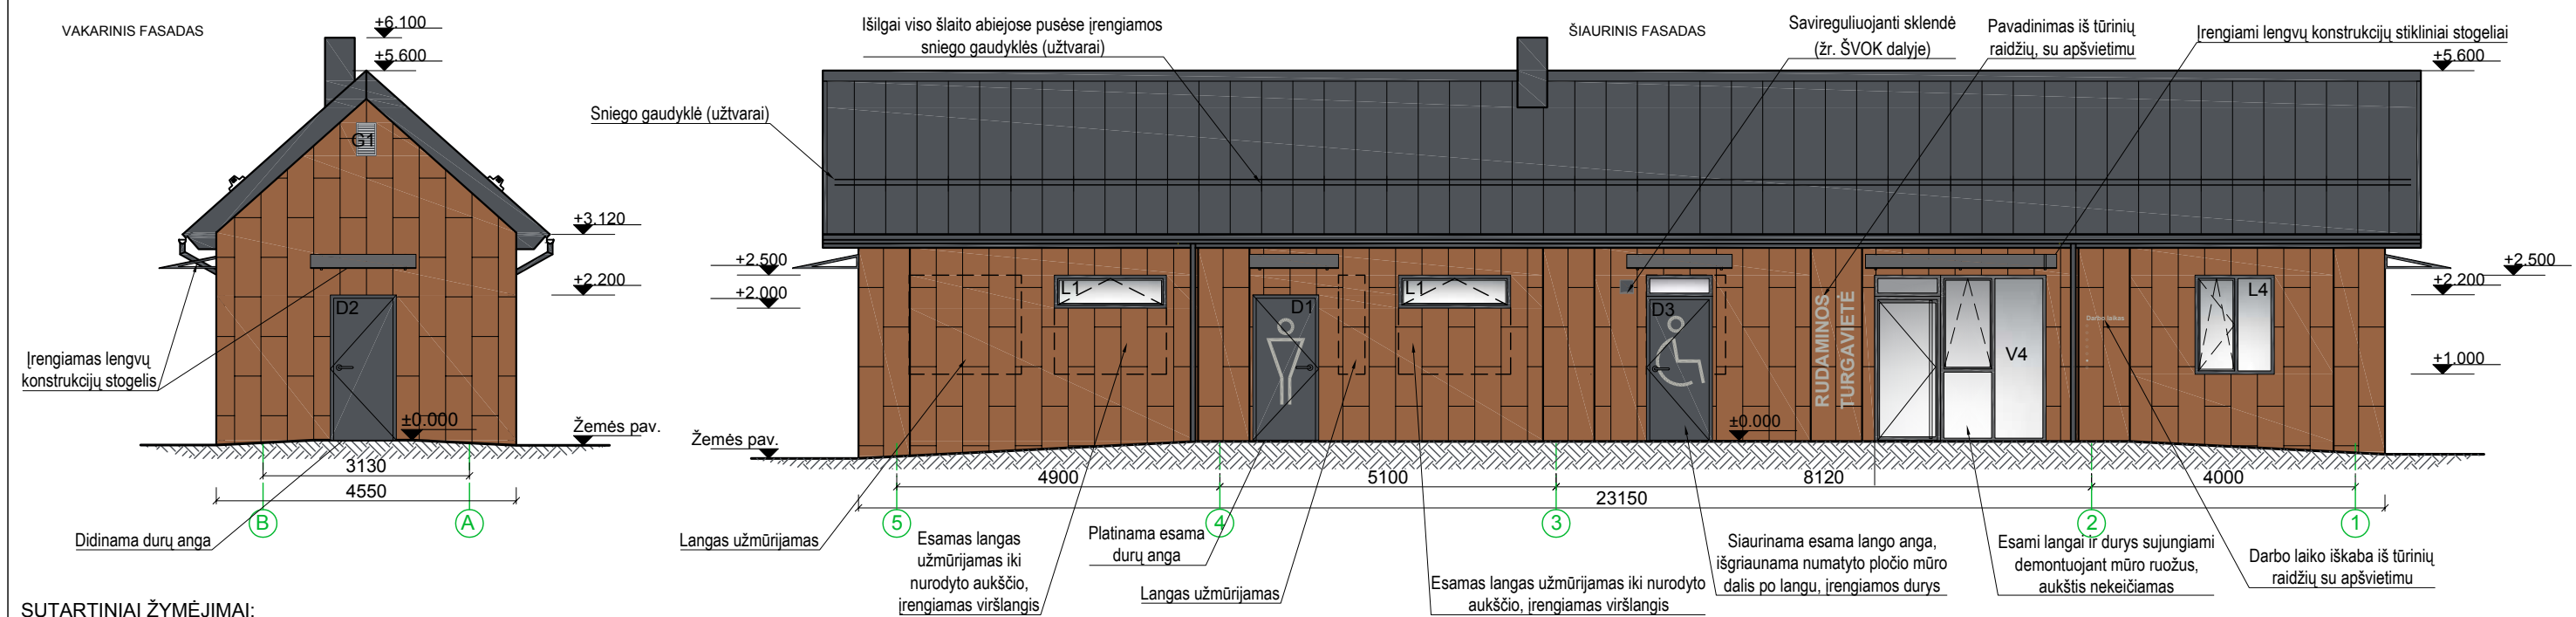 VAKARINIS FASADAS
+6.100
+5.600
G1
+3.120
+2.200
D2
Įrengiamas lengvų
konstrukcijų stogelis
±0.000
Žemės pav.
3130
4550
B
A
Didinama durų anga
Išilgai viso šlaito abiejose pusėse įrengiamos
sniego gaudyklės (užtvarai)
ŠIAURINIS FASADAS
Savireguliuojanti sklendė
(žr. ŠVOK dalyje)
Pavadinimas iš tūrinių
raidžių, su apšvietimu
Įrengiami lengvų konstrukcijų stikliniai stogeliai
+5.600
Sniego gaudyklė (užtvarai)
+2.500
+2.000
L1
D1
L1
D3
RUDAMINOS
TURGAVIETĖ
V4
Darbo laikas
L4
+2.500
+2.200
+1.000
±0.000
Žemės pav.
4900
5100
8120
4000
23150
5
4
3
2
1
Langas užmūrijamas
Esamas langas
užmūrijamas iki
nurodyto aukščio,
įrengiamas viršlangis
Platinama esama
durų anga
Langas užmūrijamas
Esamas langas užmūrijamas iki nurodyto
aukščio, įrengiamas viršlangis
Siaurinama esama lango anga,
išgriaunama numatyto pločio mūro
dalis po langu, įrengiamos durys
Esami langai ir durys sujungiami
demontuojant mūro ruožus,
aukštis nekeičiamas
Darbo laiko iškaba iš tūrinių
raidžių su apšvietimu
SUTARTINIAI ŽYMĖJIMAI: